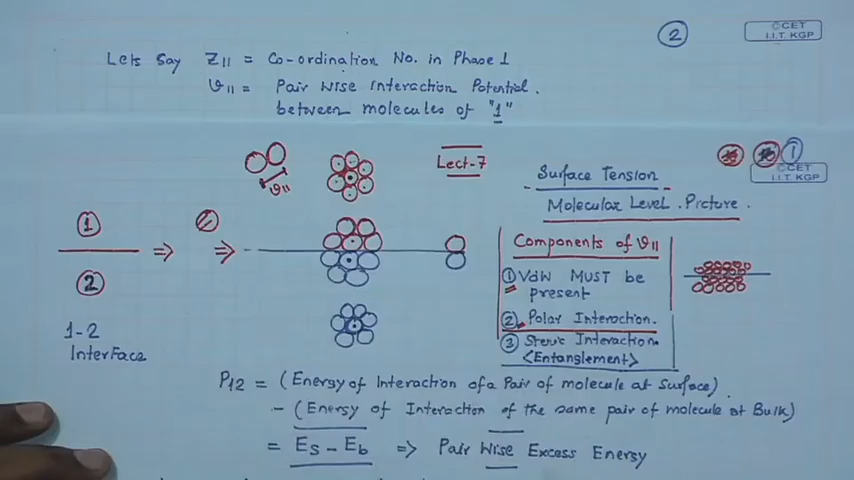 2
©CET
I.I.T. KGP
Lets Say Z11 = Co-ordination No. in Phase 1
ϑ11 = Pair Wise Interaction Potential.
between molecules of "1"
ϑ11
Lect-7
1
©CET
I.I.T. KGP
Surface Tension
Molecular Level. Picture.
1
2
1-2
Interface
Components of ϑ11
① VdW MUST be
present
② Polar Interaction.
③ Steric Interaction.
<Entanglement>
P12 = (Energy of Interaction of a Pair of molecule at Surface).
- (Energy of Interaction of the same pair of molecule at Bulk)
= Es - Eb => Pair Wise Excess Energy